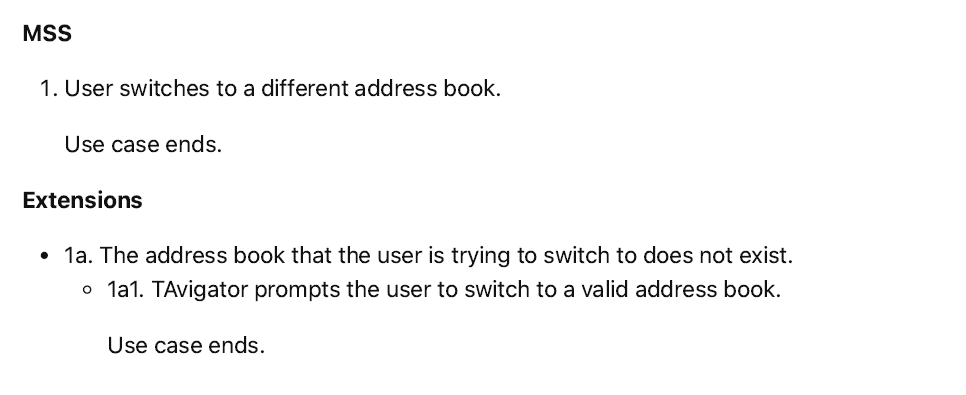 MSS
1. User switches to a different address book.
Use case ends.
Extensions
• 1a. The address book that the user is trying to switch to does not exist.
◦ 1a1. TAvigator prompts the user to switch to a valid address book.
Use case ends.